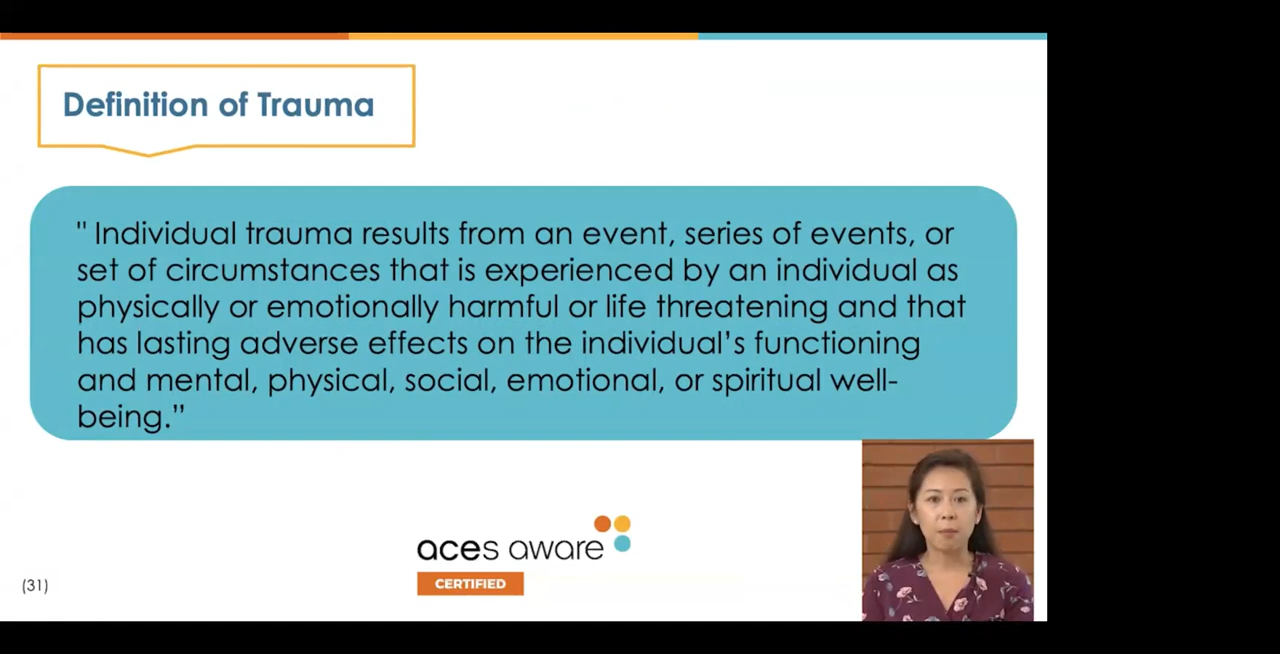 Definition of Trauma
" Individual trauma results from an event, series of events, or
set of circumstances that is experienced by an individual as
physically or emotionally harmful or life threatening and that
has lasting adverse effects on the individual’s functioning
and mental, physical, social, emotional, or spiritual well-
being.”
aces aware
CERTIFIED
(31)